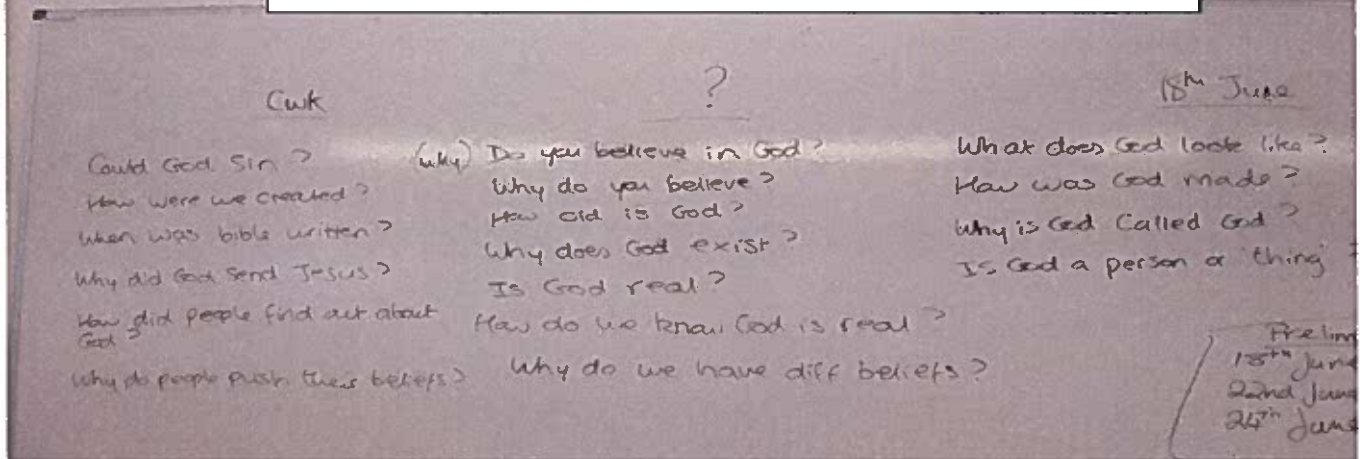 Cwk
?
18th June
Could God Sin?
How were we created?
When was bible written?
Why did God send Jesus?
How did people find out about
God?
Why do people push their beliefs?
(why) Do you believe in God?
Why do you believe?
How old is God?
Why does God exist?
Is God real?
How do we know God is real?
Why do we have diff beliefs?
What does God look like?
How was God made?
Why is God Called God?
Is God a person or 'thing'
Prelim
18th June
22nd June
24th June